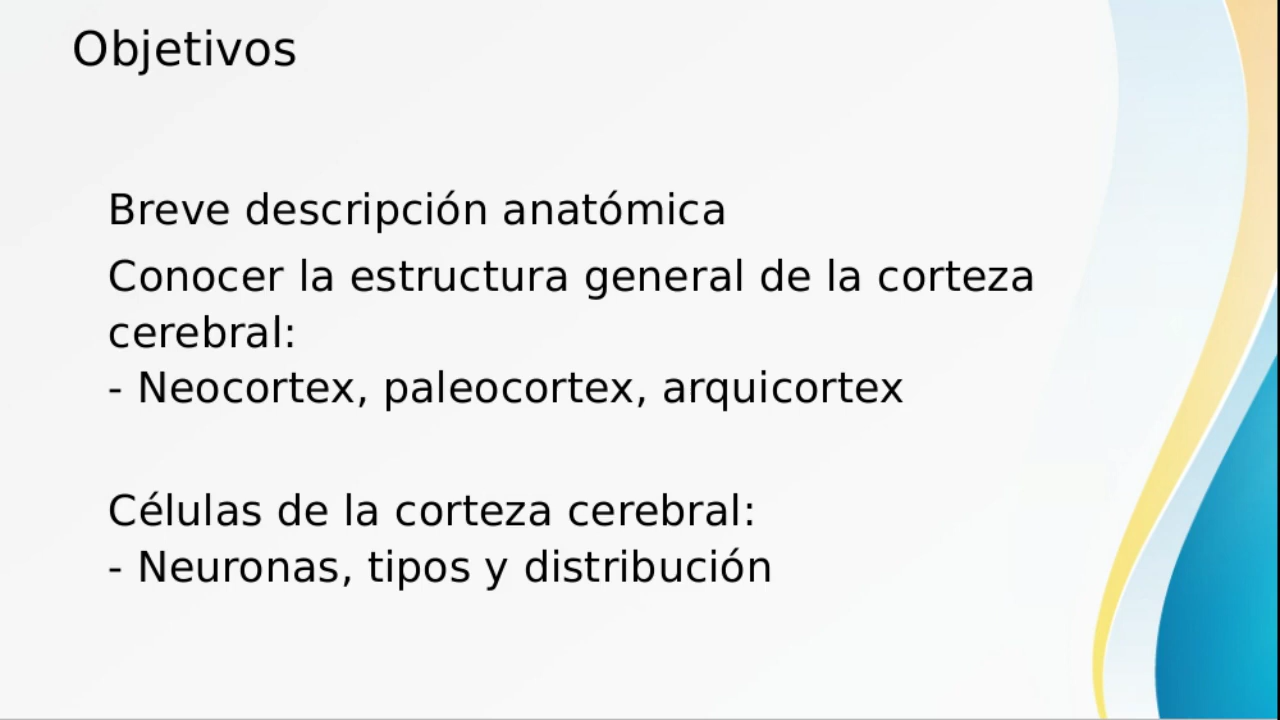 Objetivos
Breve descripción anatómica
Conocer la estructura general de la corteza
cerebral:
- Neocortex, paleocortex, arquicortex
Células de la corteza cerebral:
- Neuronas, tipos y distribución